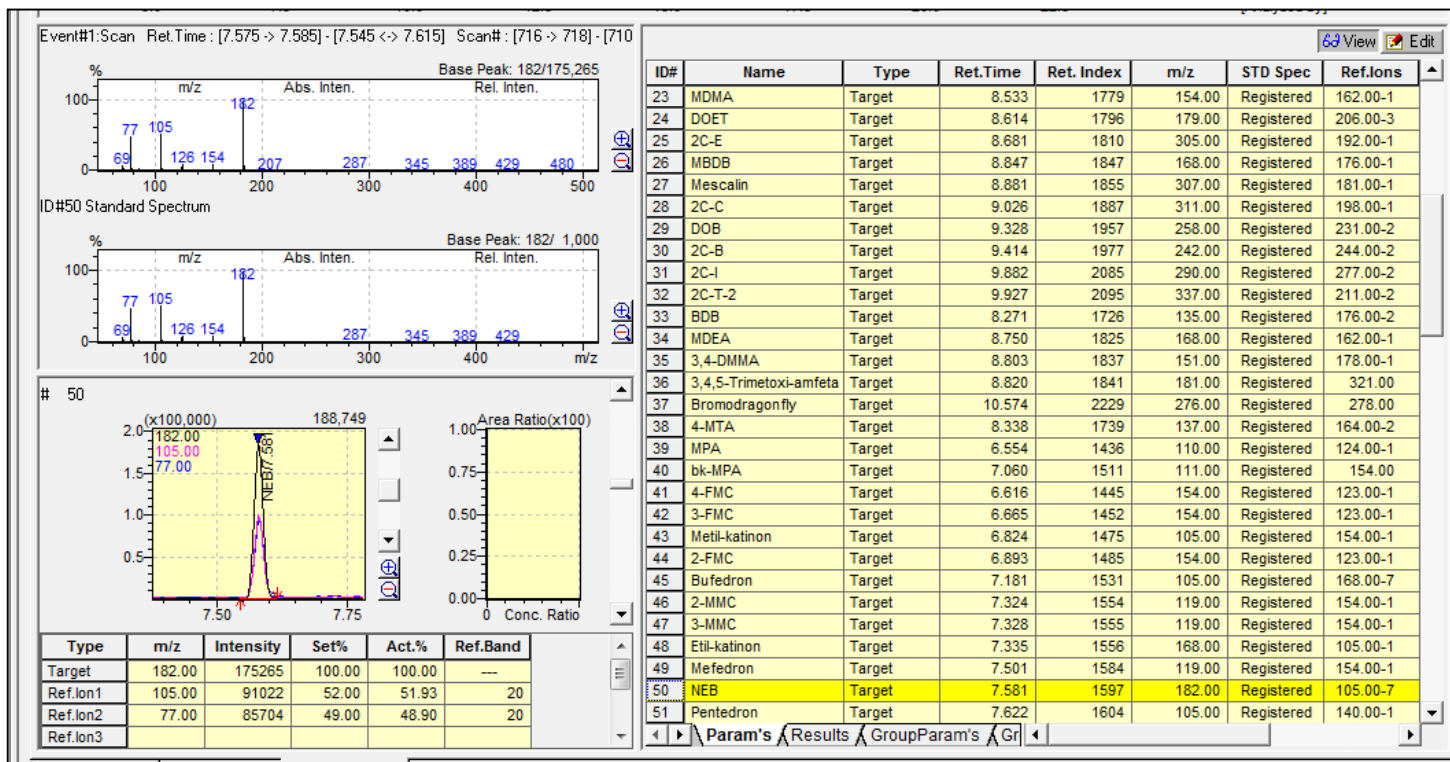 Event#1:Scan Ret.Time : [7.575 -> 7.585] - [7.545 <-> 7.615] Scan# : [716 -> 718] - [710
% Base Peak: 182/175,265
m/z Abs. Inten. Rel. Inten.
100
182
77 105
69 126 154 207 287 345 389 429 480
0
100 200 300 400 500
ID#50 Standard Spectrum
% Base Peak: 182/ 1,000
m/z Abs. Inten. Rel. Inten.
100
182
77 105
69 126 154 287 345 389 429
0
100 200 300 400 m/z
# 50
(x100,000) 188,749
2.0
182.00
105.00
77.00
NEB/7.581
1.5
1.0
0.5
7.50 7.75
Area Ratio(x100)
1.00
0.75
0.50
0.25
0.00
0 Conc. Ratio
Type m/z Intensity Set% Act.% Ref.Band
Target 182.00 175265 100.00 100.00 ---
Ref.Ion1 105.00 91022 52.00 51.93 20
Ref.Ion2 77.00 85704 49.00 48.90 20
Ref.Ion3
View Edit
ID# Name Type Ret.Time Ret. Index m/z STD Spec Ref.Ions
23 MDMA Target 8.533 1779 154.00 Registered 162.00-1
24 DOET Target 8.614 1796 179.00 Registered 206.00-3
25 2C-E Target 8.681 1810 305.00 Registered 192.00-1
26 MBDB Target 8.847 1847 168.00 Registered 176.00-1
27 Mescalin Target 8.881 1855 307.00 Registered 181.00-1
28 2C-C Target 9.026 1887 311.00 Registered 198.00-1
29 DOB Target 9.328 1957 258.00 Registered 231.00-2
30 2C-B Target 9.414 1977 242.00 Registered 244.00-2
31 2C-I Target 9.882 2085 290.00 Registered 277.00-2
32 2C-T-2 Target 9.927 2095 337.00 Registered 211.00-2
33 BDB Target 8.271 1726 135.00 Registered 176.00-2
34 MDEA Target 8.750 1825 168.00 Registered 162.00-1
35 3,4-DMMA Target 8.803 1837 151.00 Registered 178.00-1
36 3,4,5-Trimetoxi-amfeta Target 8.820 1841 181.00 Registered 321.00
37 Bromodragonfly Target 10.574 2229 276.00 Registered 278.00
38 4-MTA Target 8.338 1739 137.00 Registered 164.00-2
39 MPA Target 6.554 1436 110.00 Registered 124.00-1
40 bk-MPA Target 7.060 1511 111.00 Registered 154.00
41 4-FMC Target 6.616 1445 154.00 Registered 123.00-1
42 3-FMC Target 6.665 1452 154.00 Registered 123.00-1
43 Metil-katinon Target 6.824 1475 105.00 Registered 154.00-1
44 2-FMC Target 6.893 1485 154.00 Registered 123.00-1
45 Bufedron Target 7.181 1531 105.00 Registered 168.00-7
46 2-MMC Target 7.324 1554 119.00 Registered 154.00-1
47 3-MMC Target 7.328 1555 119.00 Registered 154.00-1
48 Etil-katinon Target 7.335 1556 168.00 Registered 105.00-1
49 Mefedron Target 7.501 1584 119.00 Registered 154.00-1
50 NEB Target 7.581 1597 182.00 Registered 105.00-7
51 Pentedron Target 7.622 1604 105.00 Registered 140.00-1
Param's Results GroupParam's Gr